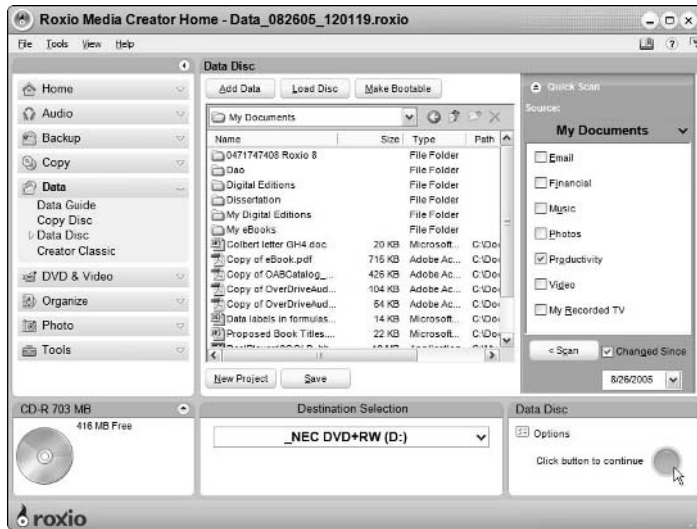 Roxio Media Creator Home - Data_082605_120119.roxio
File Tools View Help
Data Disc
Home
Audio
Backup
Copy
Data
Data Guide
Copy Disc
Data Disc
Creator Classic
DVD & Video
Organize
Photo
Tools
Add Data Load Disc Make Bootable
My Documents
Name Size Type Path
0471747408 Roxio 8 File Folder
Dao File Folder
Digital Editions File Folder
Dissertation File Folder
My Digital Editions File Folder
My eBooks File Folder
Colbert letter GH4.doc 20 KB Microsoft... C:\Do
Copy of eBook.pdf 715 KB Adobe Ac... C:\Do
Copy of OABCatalog_... 426 KB Adobe Ac... C:\Do
Copy of OverDriveAud... 104 KB Adobe Ac... C:\Do
Copy of OverDriveAud... 54 KB Adobe Ac... C:\Do
Data labels in formulas... 14 KB Microsoft... C:\Do
Proposed Book Titles.... 22 KB Microsoft... C:\Do
New Project Save
Quick Scan
Source:
My Documents
Email
Financial
Music
Photos
Productivity
Video
My Recorded TV
< Scan Changed Since
8/26/2005
CD-R 703 MB
416 MB Free
Destination Selection
_NEC DVD+RW (D:)
Data Disc
Options
Click button to continue
roxio